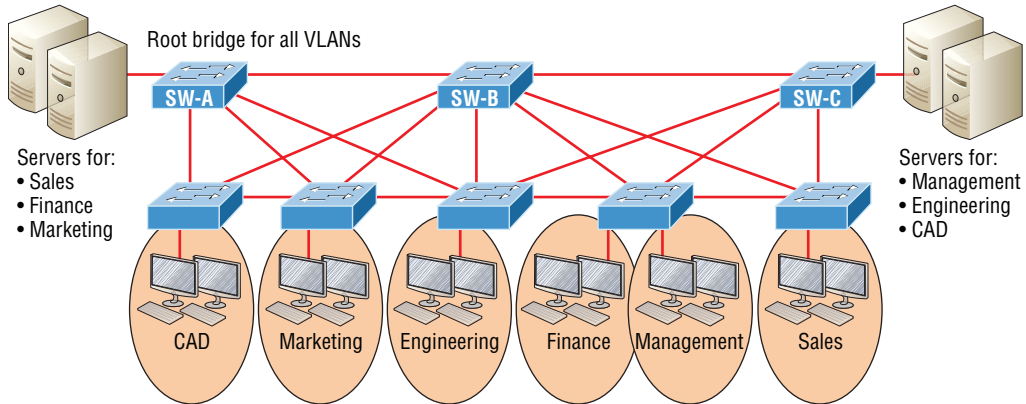 Root bridge for all VLANs
SW-A
SW-B
SW-C
Servers for:
• Sales
• Finance
• Marketing
Servers for:
• Management
• Engineering
• CAD
CAD
Marketing
Engineering
Finance
Management
Sales